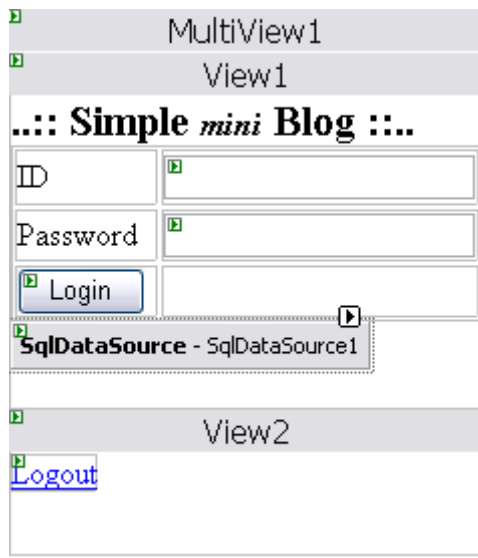 MultiView1
View1
..:: Simple mini Blog ::..
ID
Password
Login
SqlDataSource - SqlDataSource1
View2
Logout